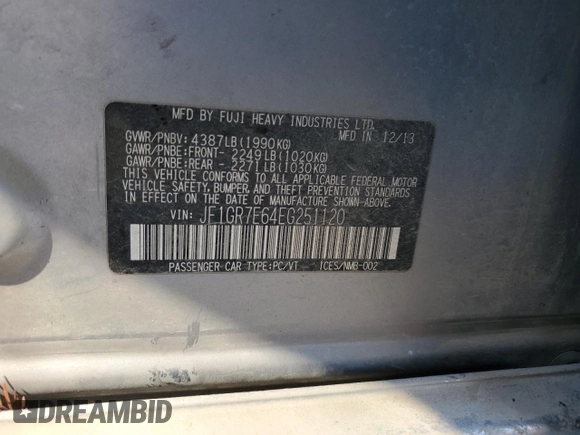 MFD BY FUJI HEAVY INDUSTRIES LTD.
GVWR/PNBV: 4387LB(1990KG) MFD IN 12/13
GAWR/PNBE:FRONT- 2249LB(1020KG)
GAWR/PNBE:REAR - 2271LB(1030KG)
THIS VEHICLE CONFORMS TO ALL APPLICABLE FEDERAL MOTOR
VEHICLE SAFETY, BUMPER, AND THEFT PREVENTION STANDARDS
IN EFFECT ON THE DATE OF MANUFACTURE SHOWN-ABOVE.
VIN: JF1GR7E64EG251120
PASSENGER CAR TYPE:PC/VT ICES/NMB-002
DREAMBID